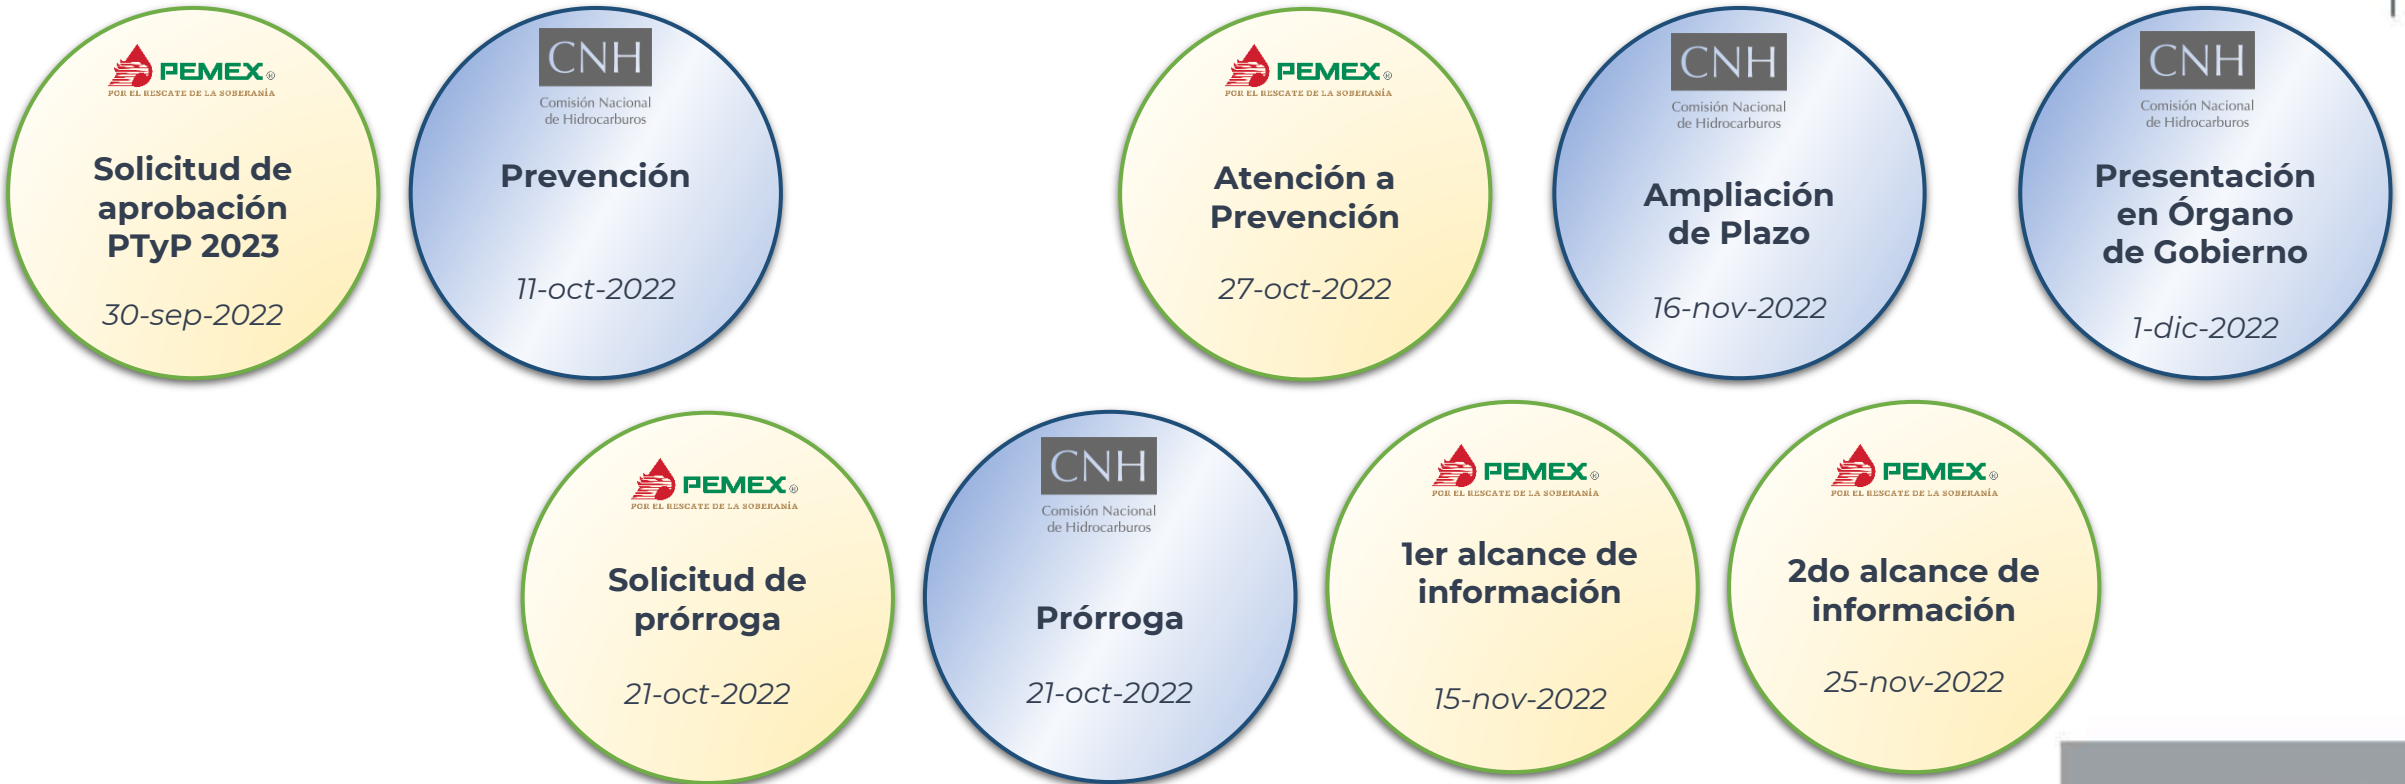 PEMEX®
POR EL RESCATE DE LA SOBERANÍA
Solicitud de
aprobación
PTyP 2023
30-sep-2022
CNH
Comisión Nacional
de Hidrocarburos
Prevención
11-oct-2022
PEMEX®
POR EL RESCATE DE LA SOBERANÍA
Solicitud de
prórroga
21-oct-2022
CNH
Comisión Nacional
de Hidrocarburos
Prórroga
21-oct-2022
PEMEX®
POR EL RESCATE DE LA SOBERANÍA
Atención a
Prevención
27-oct-2022
PEMEX®
POR EL RESCATE DE LA SOBERANÍA
1er alcance de
información
15-nov-2022
CNH
Comisión Nacional
de Hidrocarburos
Ampliación
de Plazo
16-nov-2022
PEMEX®
POR EL RESCATE DE LA SOBERANÍA
2do alcance de
información
25-nov-2022
CNH
Comisión Nacional
de Hidrocarburos
Presentación
en Órgano
de Gobierno
1-dic-2022